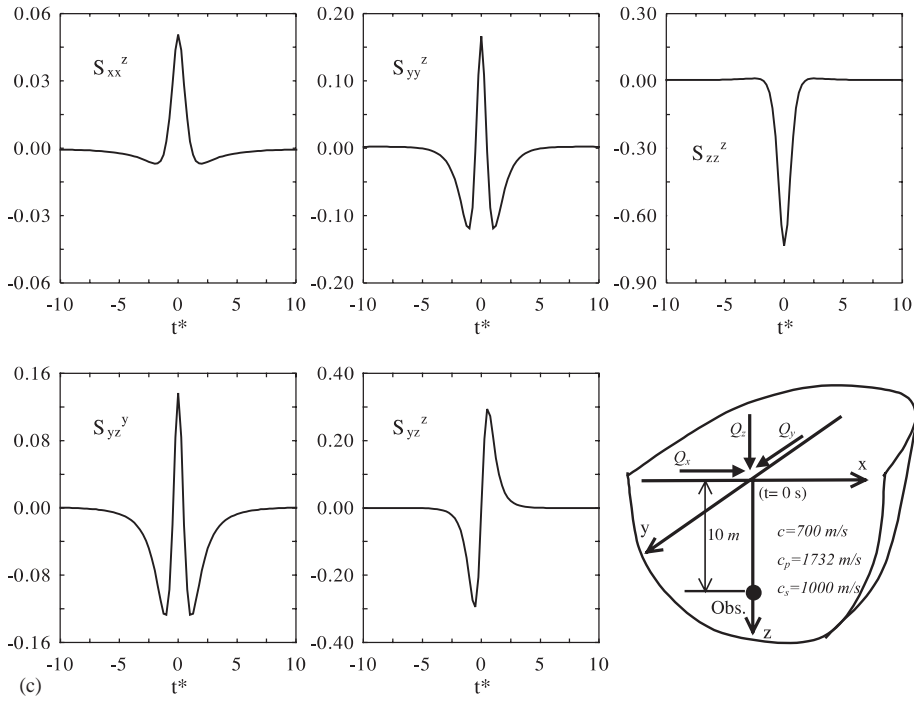 0.06
0.03
0.00
-0.03
-0.06
S_xx^z
-10 -5 0 5 10
t*
0.20
0.10
0.00
-0.10
0.20
S_yy^z
-10 -5 0 5 10
t*
-0.30
0.00
-0.30
-0.60
-0.90
S_zz^z
-10 -5 0 5 10
t*
0.16
0.08
0.00
-0.08
-0.16
S_yz^y
-10 -5 0 5 10
t*
0.40
0.20
0.00
-0.20
-0.40
S_yz^z
-10 -5 0 5 10
t*
Q_z Q_y
Q_x
x
(t= 0 s)
y
10 m
c=700 m/s
c_p=1732 m/s
c_s=1000 m/s
Obs.
z
(c)